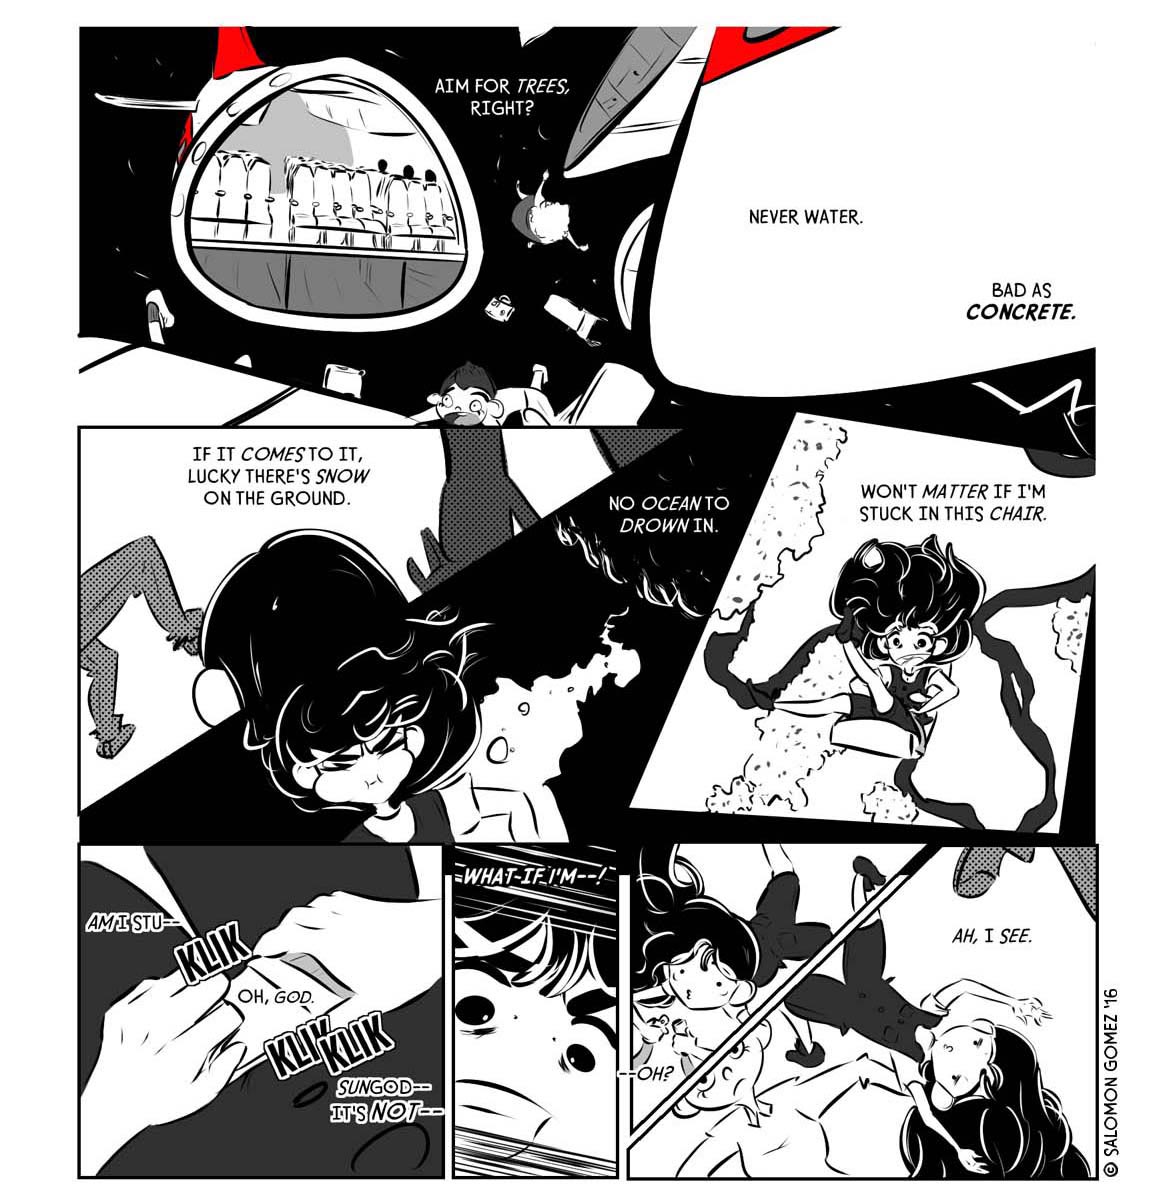 AIM FOR TREES,
RIGHT?
NEVER WATER.
BAD AS
CONCRETE.
IF IT COMES TO IT,
LUCKY THERE'S SNOW
ON THE GROUND.
NO OCEAN TO
DROWN IN.
WON'T MATTER IF I'M
STUCK IN THIS CHAIR.
AM I STU--
KLIK
OH, GOD.
KLIK
KLIK
SUNGOD--
IT'S NOT--
WHAT IF I'M--!
--OH?
AH, I SEE.
© SALOMON GOMEZ '16